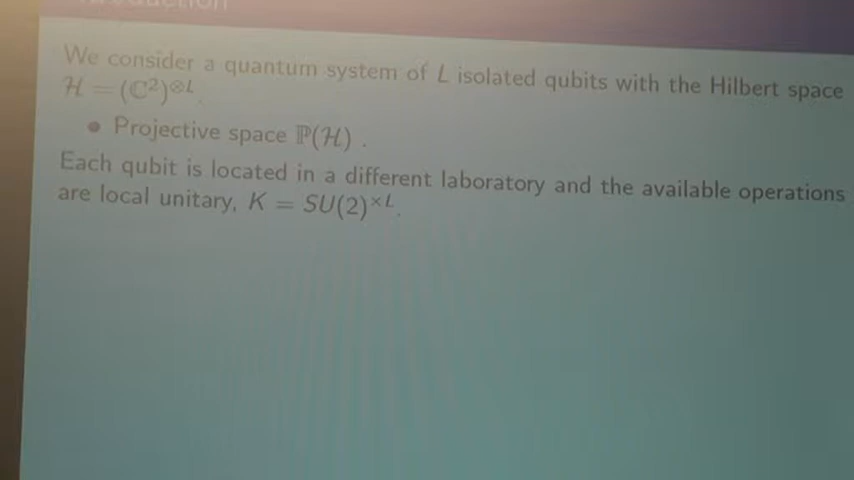 We consider a quantum system of L isolated qubits with the Hilbert space
ℋ = (ℂ²)^{⊗L}.
• Projective space ℙ(ℋ) .
Each qubit is located in a different laboratory and the available operations
are local unitary, K = SU(2)^{×L}.